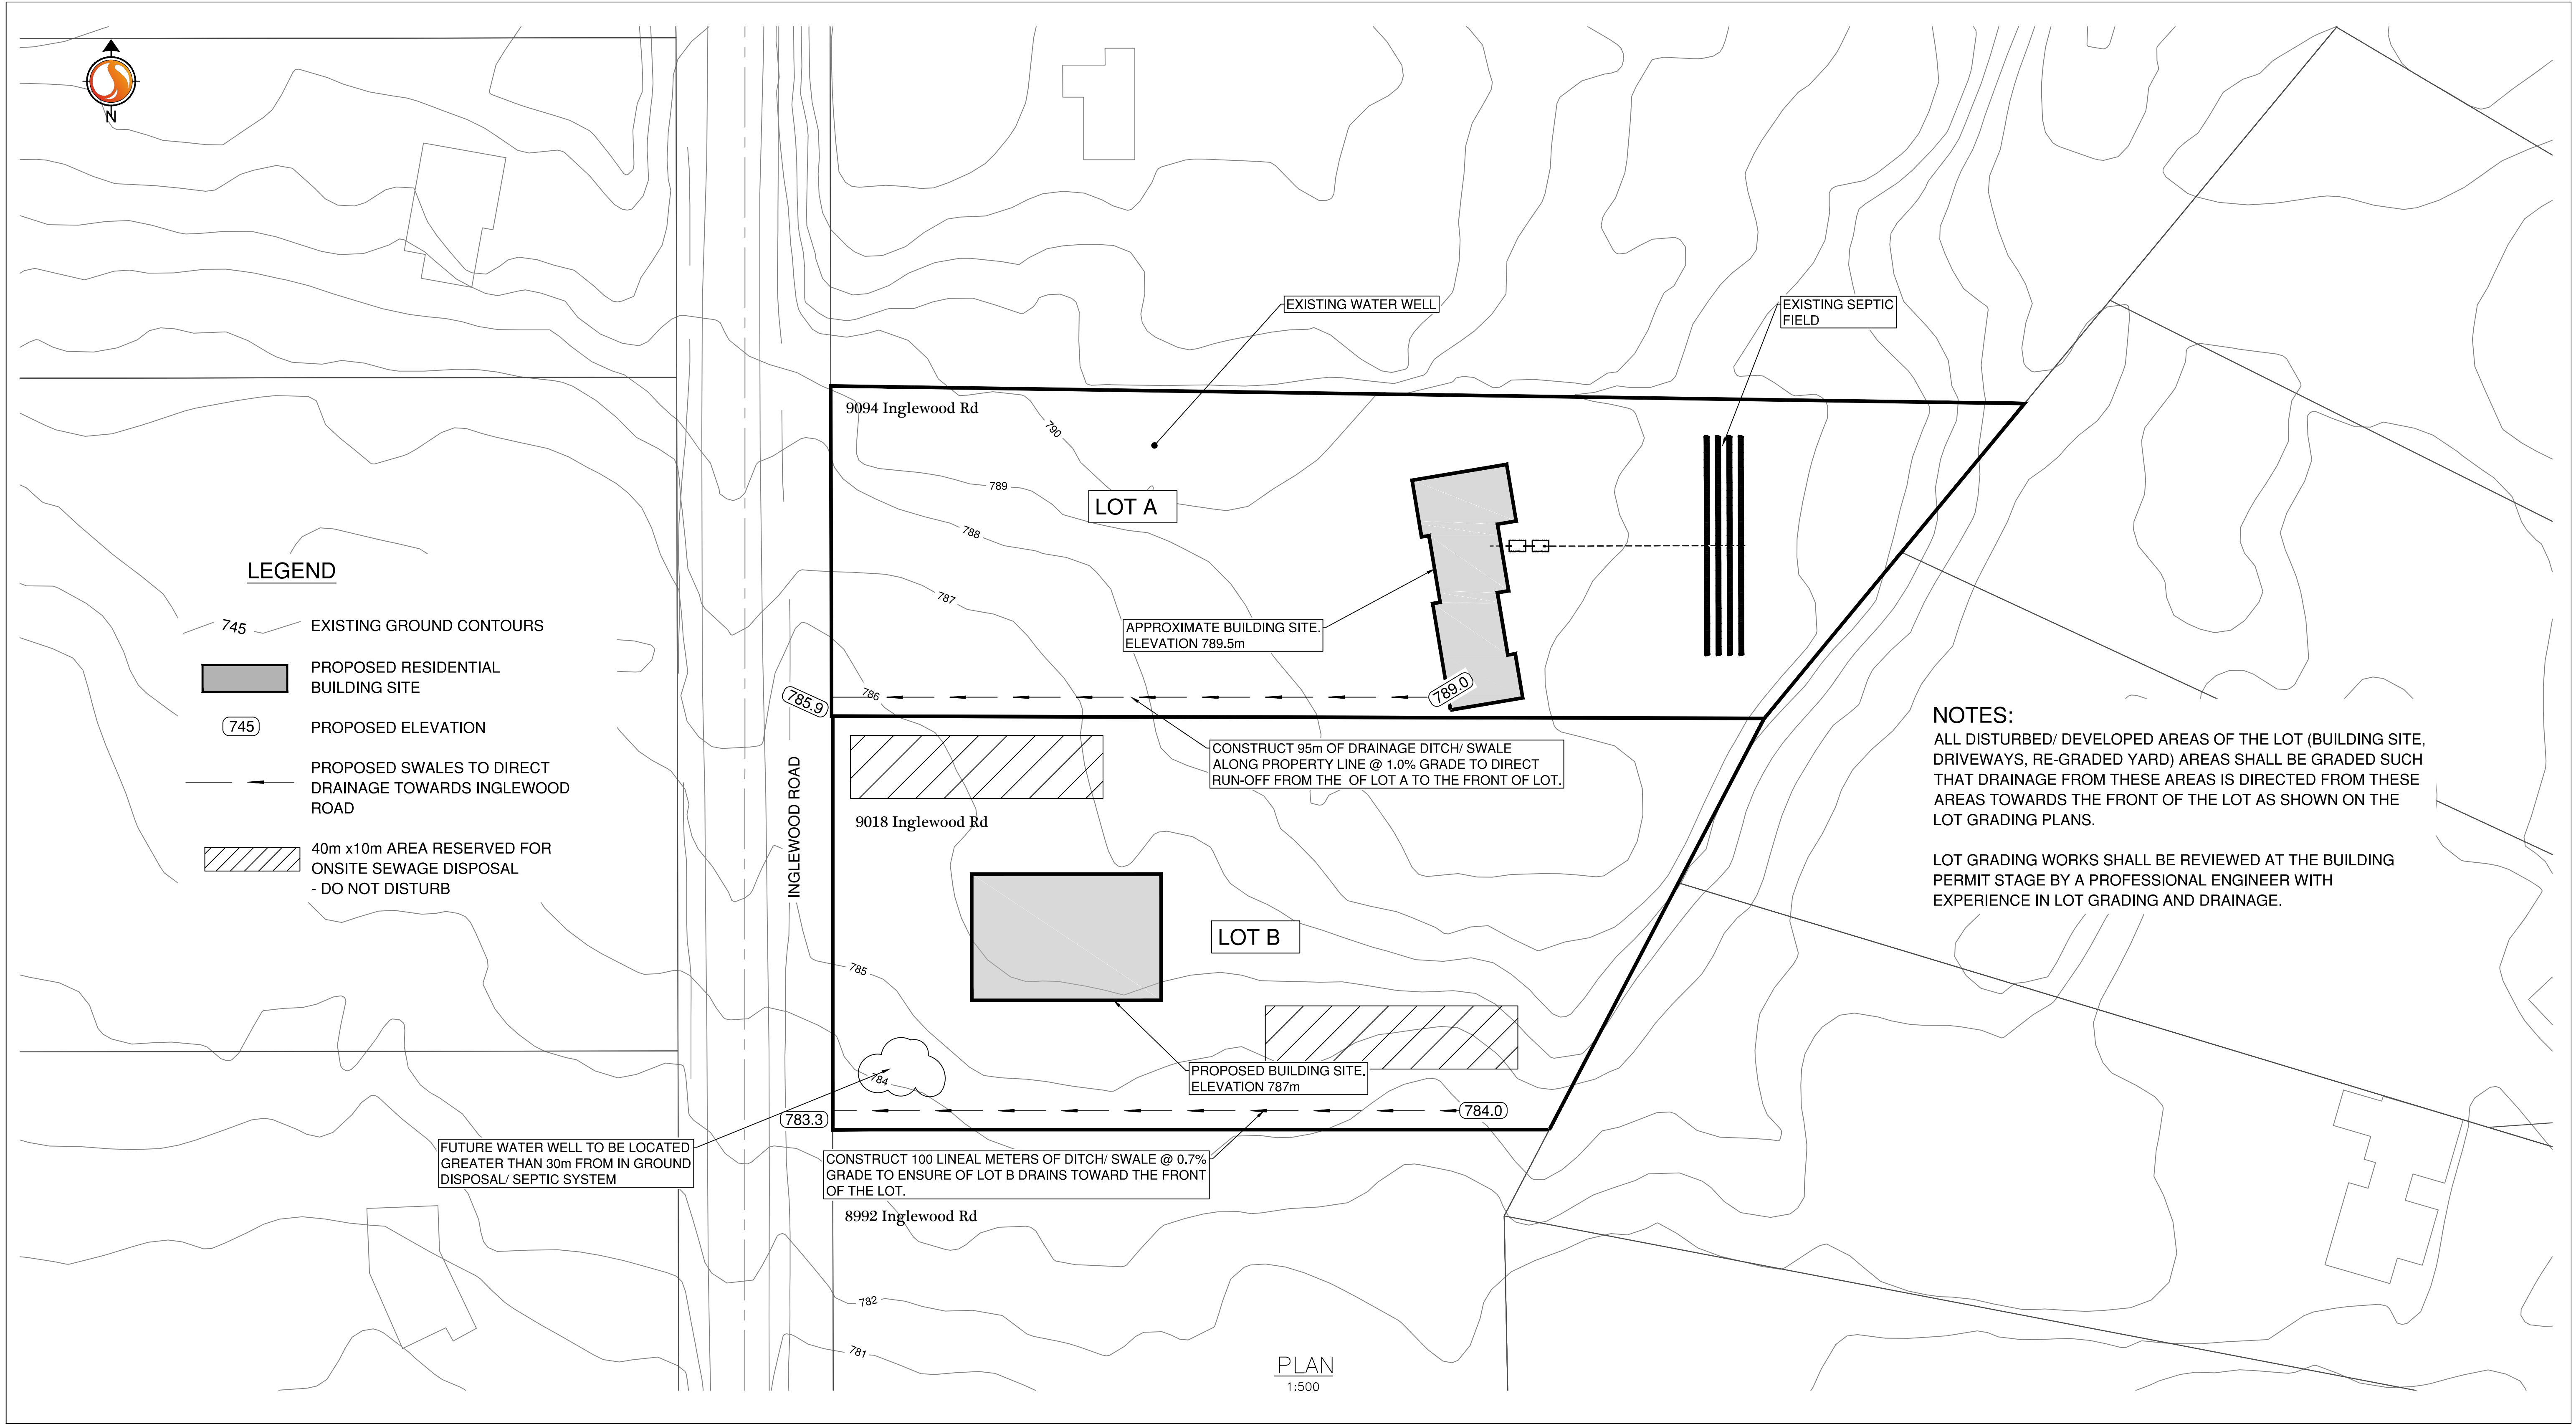 N
EXISTING WATER WELL
EXISTING SEPTIC
FIELD
9094 Inglewood Rd
790
789
LOT A
788
787
APPROXIMATE BUILDING SITE.
ELEVATION 789.5m
785.9
786
789.0
LEGEND
745
EXISTING GROUND CONTOURS
PROPOSED RESIDENTIAL
BUILDING SITE
745
PROPOSED ELEVATION
PROPOSED SWALES TO DIRECT
DRAINAGE TOWARDS INGLEWOOD
ROAD
40m x10m AREA RESERVED FOR
ONSITE SEWAGE DISPOSAL
- DO NOT DISTURB
INGLEWOOD ROAD
CONSTRUCT 95m OF DRAINAGE DITCH/ SWALE
ALONG PROPERTY LINE @ 1.0% GRADE TO DIRECT
RUN-OFF FROM THE OF LOT A TO THE FRONT OF LOT.
9018 Inglewood Rd
NOTES:
ALL DISTURBED/ DEVELOPED AREAS OF THE LOT (BUILDING SITE,
DRIVEWAYS, RE-GRADED YARD) AREAS SHALL BE GRADED SUCH
THAT DRAINAGE FROM THESE AREAS IS DIRECTED FROM THESE
AREAS TOWARDS THE FRONT OF THE LOT AS SHOWN ON THE
LOT GRADING PLANS.
LOT GRADING WORKS SHALL BE REVIEWED AT THE BUILDING
PERMIT STAGE BY A PROFESSIONAL ENGINEER WITH
EXPERIENCE IN LOT GRADING AND DRAINAGE.
LOT B
785
784
PROPOSED BUILDING SITE.
ELEVATION 787m
783.3
784.0
FUTURE WATER WELL TO BE LOCATED
GREATER THAN 30m FROM IN GROUND
DISPOSAL/ SEPTIC SYSTEM
CONSTRUCT 100 LINEAL METERS OF DITCH/ SWALE @ 0.7%
GRADE TO ENSURE OF LOT B DRAINS TOWARD THE FRONT
OF THE LOT.
8992 Inglewood Rd
782
781
PLAN
1:500